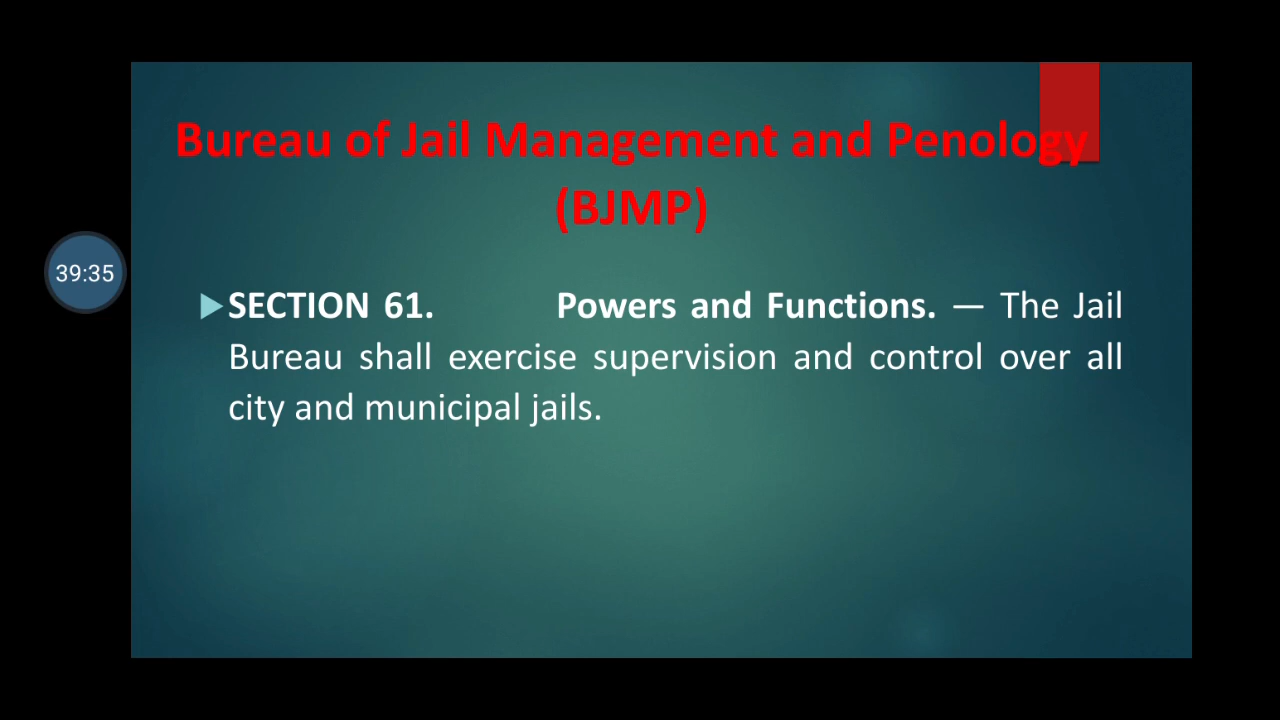 Bureau of Jail Management and Penology
(BJMP)
39:35
SECTION 61. Powers and Functions. — The Jail
Bureau shall exercise supervision and control over all
city and municipal jails.